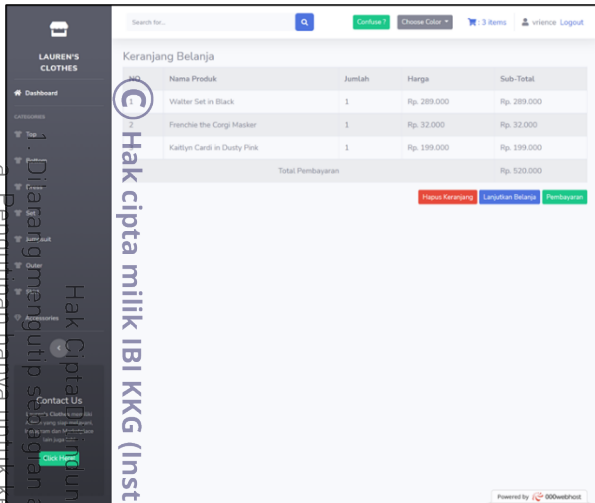 Search for...
Confuse ?
Choose Color
: 3 items
vrience
Logout
LAUREN'S
CLOTHES
Dashboard
CATEGORIES
Top
Set
Jumpsuit
Outer
Accessories
Contact Us
Click Here!
Keranjang Belanja
NO Nama Produk Jumlah Harga Sub-Total
1 Walter Set in Black 1 Rp. 289.000 Rp. 289.000
2 Frenchie the Corgi Masker 1 Rp. 32.000 Rp. 32.000
Kaitlyn Cardi in Dusty Pink 1 Rp. 199.000 Rp. 199.000
Total Pembayaran Rp. 520.000
Hapus Keranjang Lanjutkan Belanja Pembayaran
© Hak cipta milik IBI KKG (Inst
Hak Cipta Dilindun
1. Dilarang mengutip sebagian a
a. Pengutipan hanya untuk ke
Powered by 000webhost